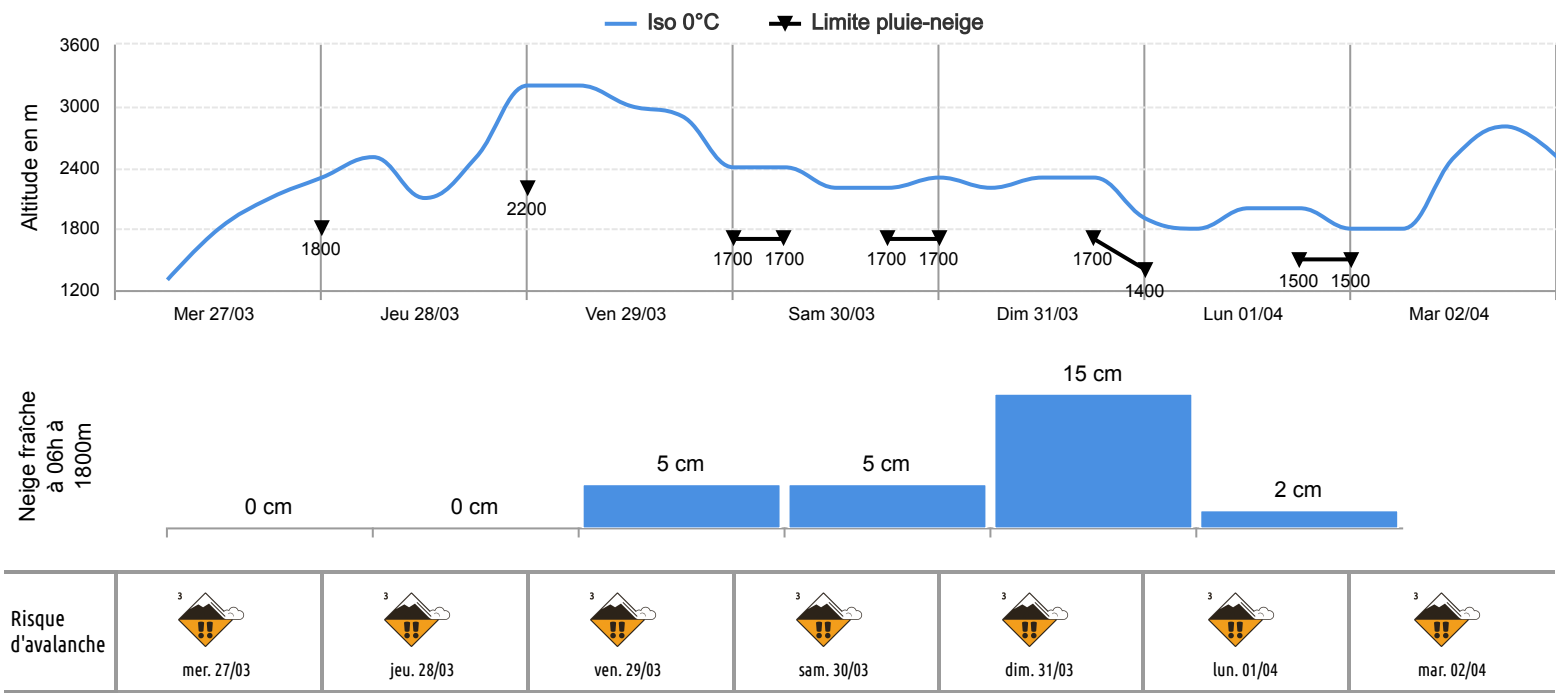 Iso 0°C Limite pluie-neige
Altitude en m
3600
3000
2400
1800
1200
1800
2200
1700 1700
1700 1700
1700
1400
1500 1500
Mer 27/03 Jeu 28/03 Ven 29/03 Sam 30/03 Dim 31/03 Lun 01/04 Mar 02/04
Neige fraîche
à 06h à
1800m
0 cm 0 cm 5 cm 5 cm 15 cm 2 cm
Risque
d'avalanche
3 3 3 3 3 3 3
!! !! !! !! !! !! !!
mer. 27/03 jeu. 28/03 ven. 29/03 sam. 30/03 dim. 31/03 lun. 01/04 mar. 02/04